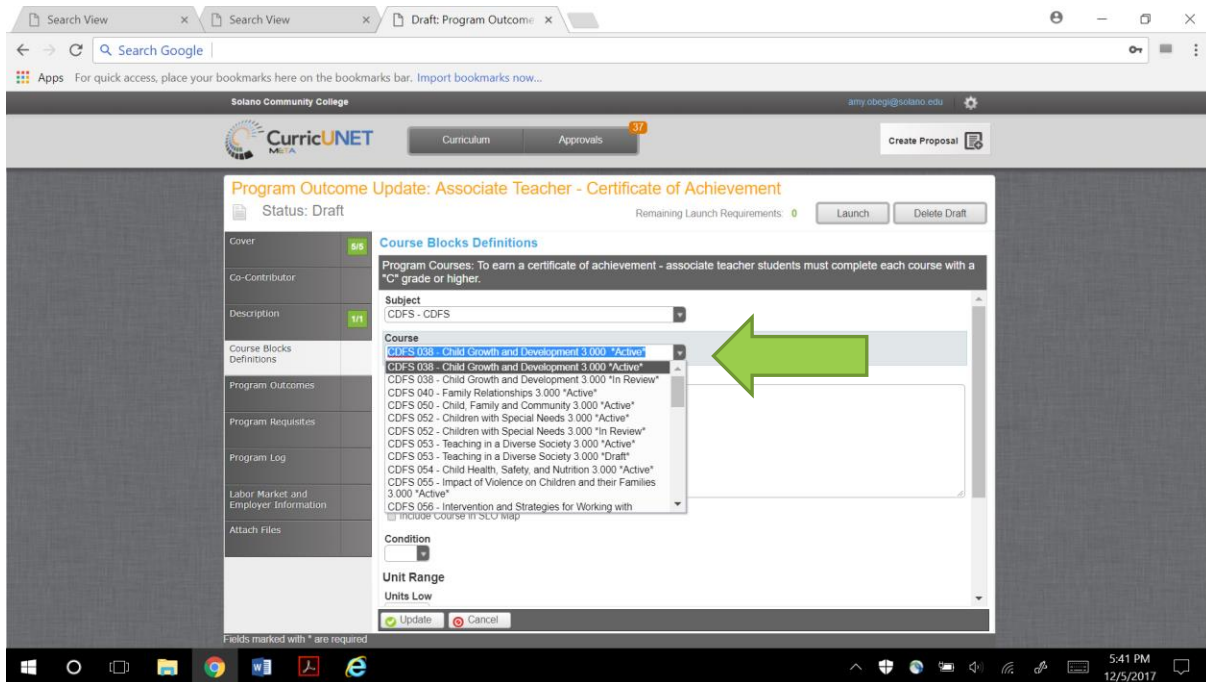 Search View
Search View
Draft: Program Outcome
Search Google
Apps For quick access, place your bookmarks here on the bookmarks bar. Import bookmarks now...
Solano Community College amy.obegi@solano.edu
CurricUNET
META
Curriculum Approvals 37
Create Proposal
Program Outcome Update: Associate Teacher - Certificate of Achievement
Status: Draft Remaining Launch Requirements: 0 Launch Delete Draft
Cover 5/5
Co-Contributor
Description 1/1
Course Blocks
Definitions
Program Outcomes
Program Requisites
Program Log
Labor Market and
Employer Information
Attach Files
Course Blocks Definitions
Program Courses: To earn a certificate of achievement - associate teacher students must complete each course with a
"C" grade or higher.
Subject
CDFS - CDFS
Course
CDFS 038 - Child Growth and Development 3.000 *Active*
CDFS 038 - Child Growth and Development 3.000 *Active*
CDFS 038 - Child Growth and Development 3.000 *In Review*
CDFS 040 - Family Relationships 3.000 *Active*
CDFS 050 - Child, Family and Community 3.000 *Active*
CDFS 052 - Children with Special Needs 3.000 *Active*
CDFS 052 - Children with Special Needs 3.000 *In Review*
CDFS 053 - Teaching in a Diverse Society 3.000 *Active*
CDFS 053 - Teaching in a Diverse Society 3.000 *Draft*
CDFS 054 - Child Health, Safety, and Nutrition 3.000 *Active*
CDFS 055 - Impact of Violence on Children and their Families
3.000 *Active*
CDFS 056 - Intervention and Strategies for Working with
Include Course in SLO Map
Condition
Unit Range
Units Low
Update Cancel
Fields marked with * are required
5:41 PM
12/5/2017